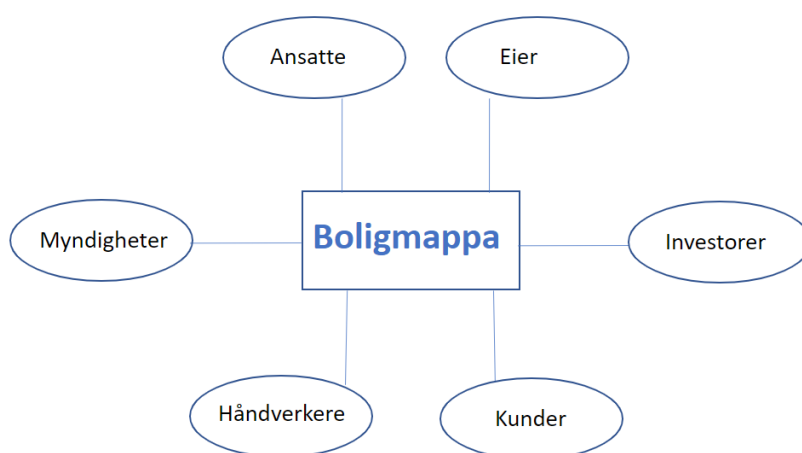 Ansatte
Eier
Myndigheter
Boligmappa
Investorer
Håndverkere
Kunder